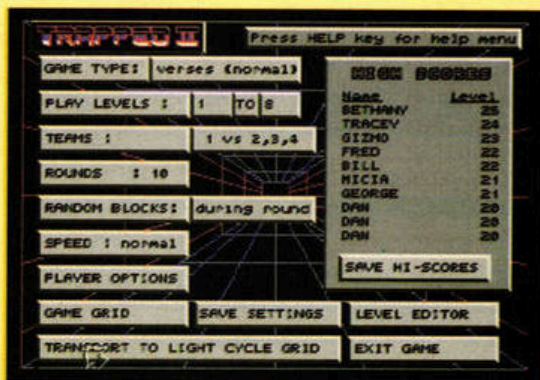 TRAPPED II
Press HELP key for help menu
GAME TYPE: verses (normal)
PLAY LEVELS : 1 TO 8
TEAMS : 1 vs 2,3,4
ROUNDS : 10
RANDOM BLOCKS: during round
SPEED : normal
PLAYER OPTIONS
HIGH SCORES
Name Level
BETHANY 25
TRACEY 24
GIZMO 23
FRED 22
BILL 22
MICIA 21
GEORGE 21
DAN 20
DAN 20
DAN 20
SAVE HI-SCORES
GAME GRID SAVE SETTINGS LEVEL EDITOR
TRANSPORT TO LIGHT CYCLE GRID EXIT GAME